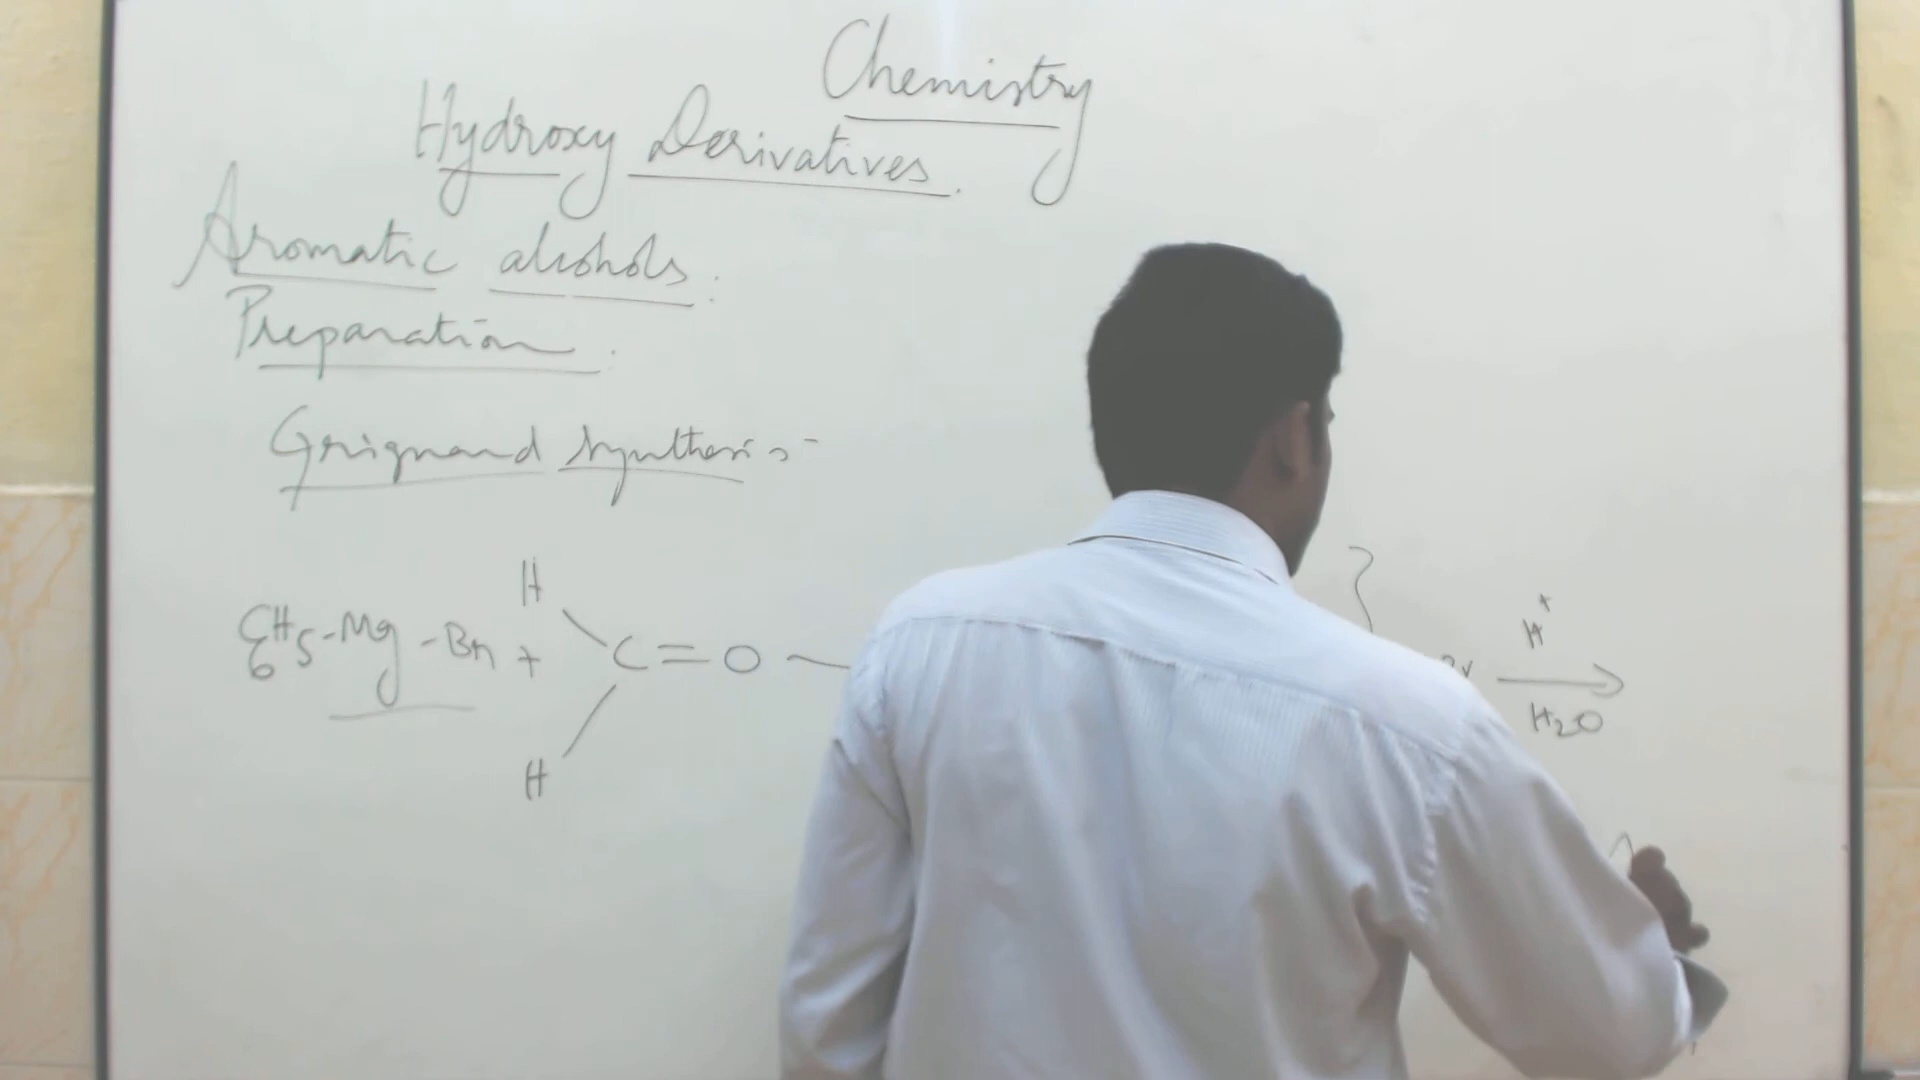 Chemistry
Hydroxy Derivatives.
Aromatic alcohols:
Preparation.
Grignard synthesis -
H
C6H5-Mg-Br + C=O
H
H+
H2O